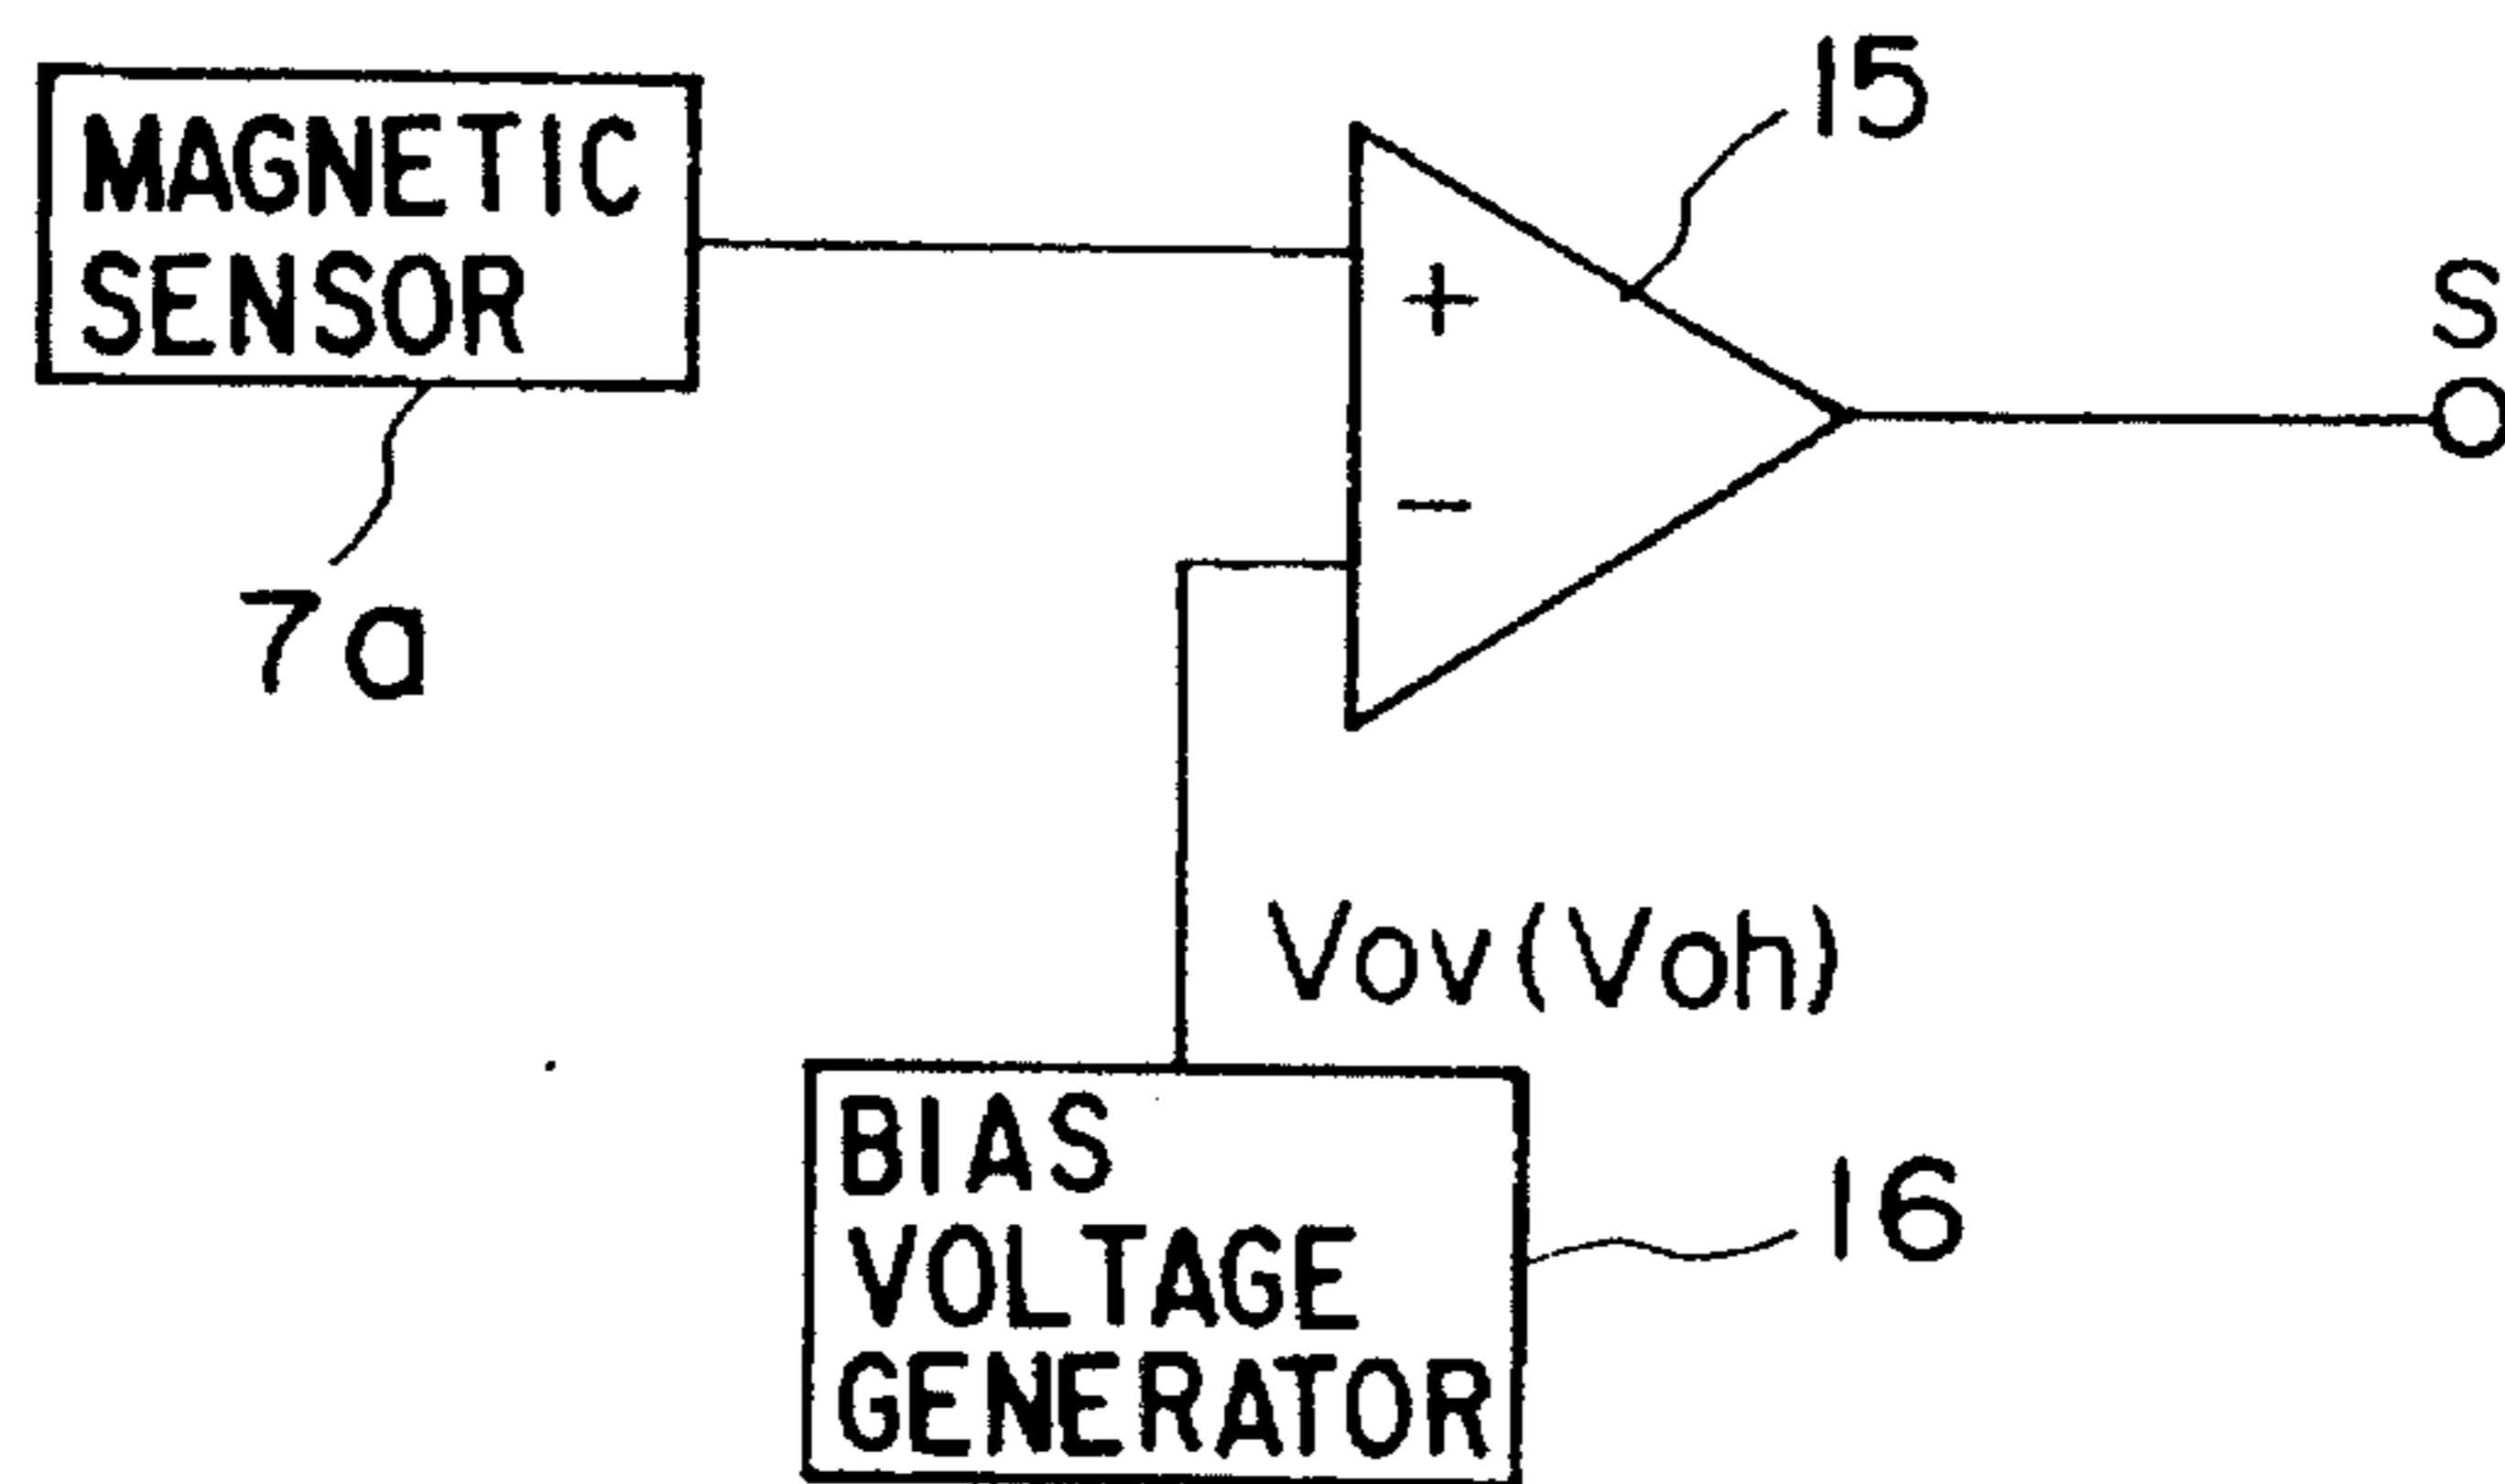 15
MAGNETIC
SENSOR
+
S
−
7a
Vov(Voh)
BIAS
VOLTAGE
GENERATOR
16